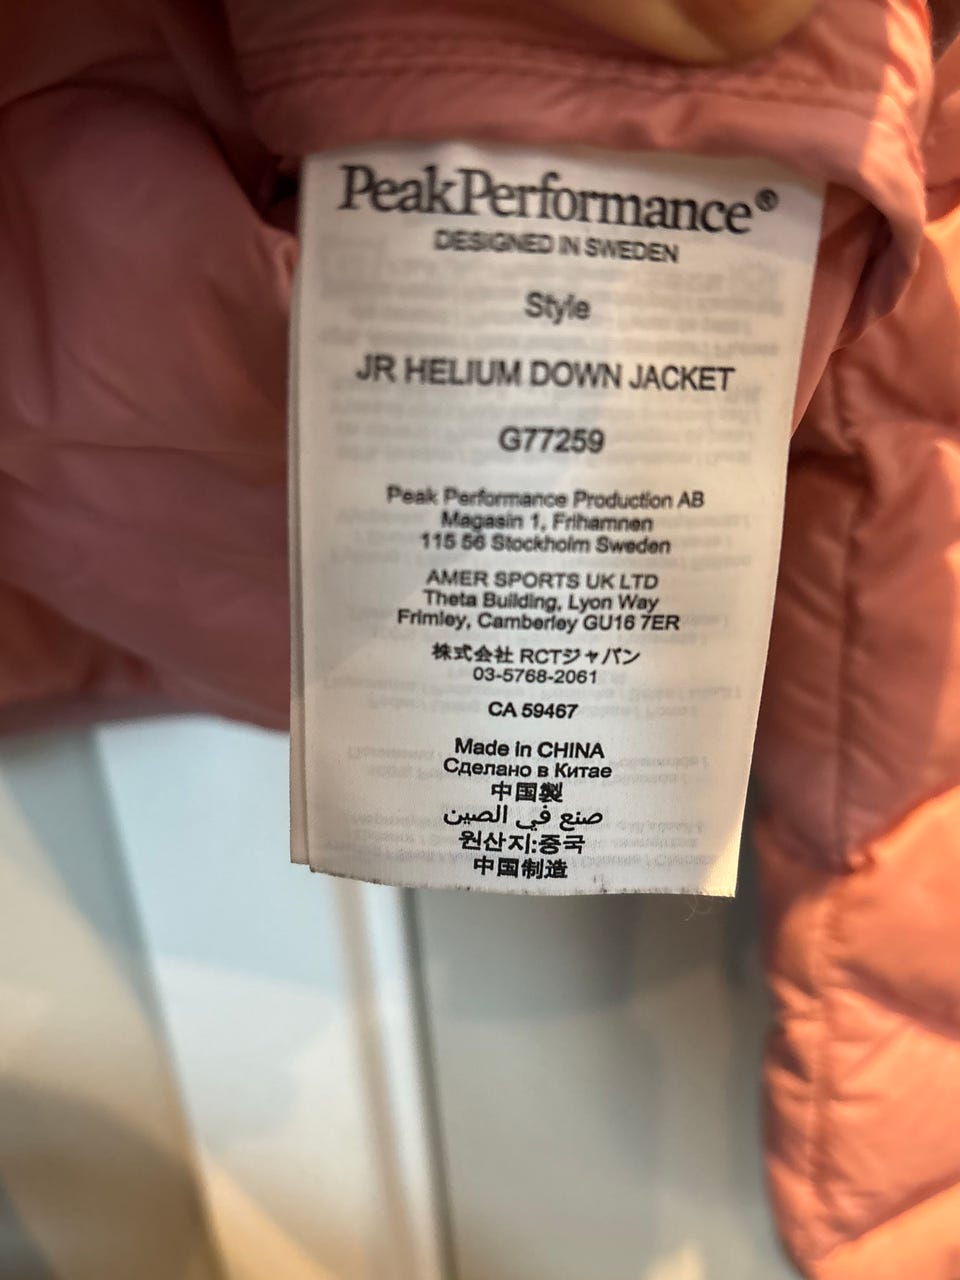 PeakPerformance®
DESIGNED IN SWEDEN
Style
JR HELIUM DOWN JACKET
G77259
Peak Performance Production AB
Magasin 1, Frihamnen
115 56 Stockholm Sweden
AMER SPORTS UK LTD
Theta Building, Lyon Way
Frimley, Camberley GU16 7ER
株式会社 RCTジャパン
03-5768-2061
CA 59467
Made in CHINA
Сделано в Китае
中国製
صنع في الصين
원산지:중국
中国制造